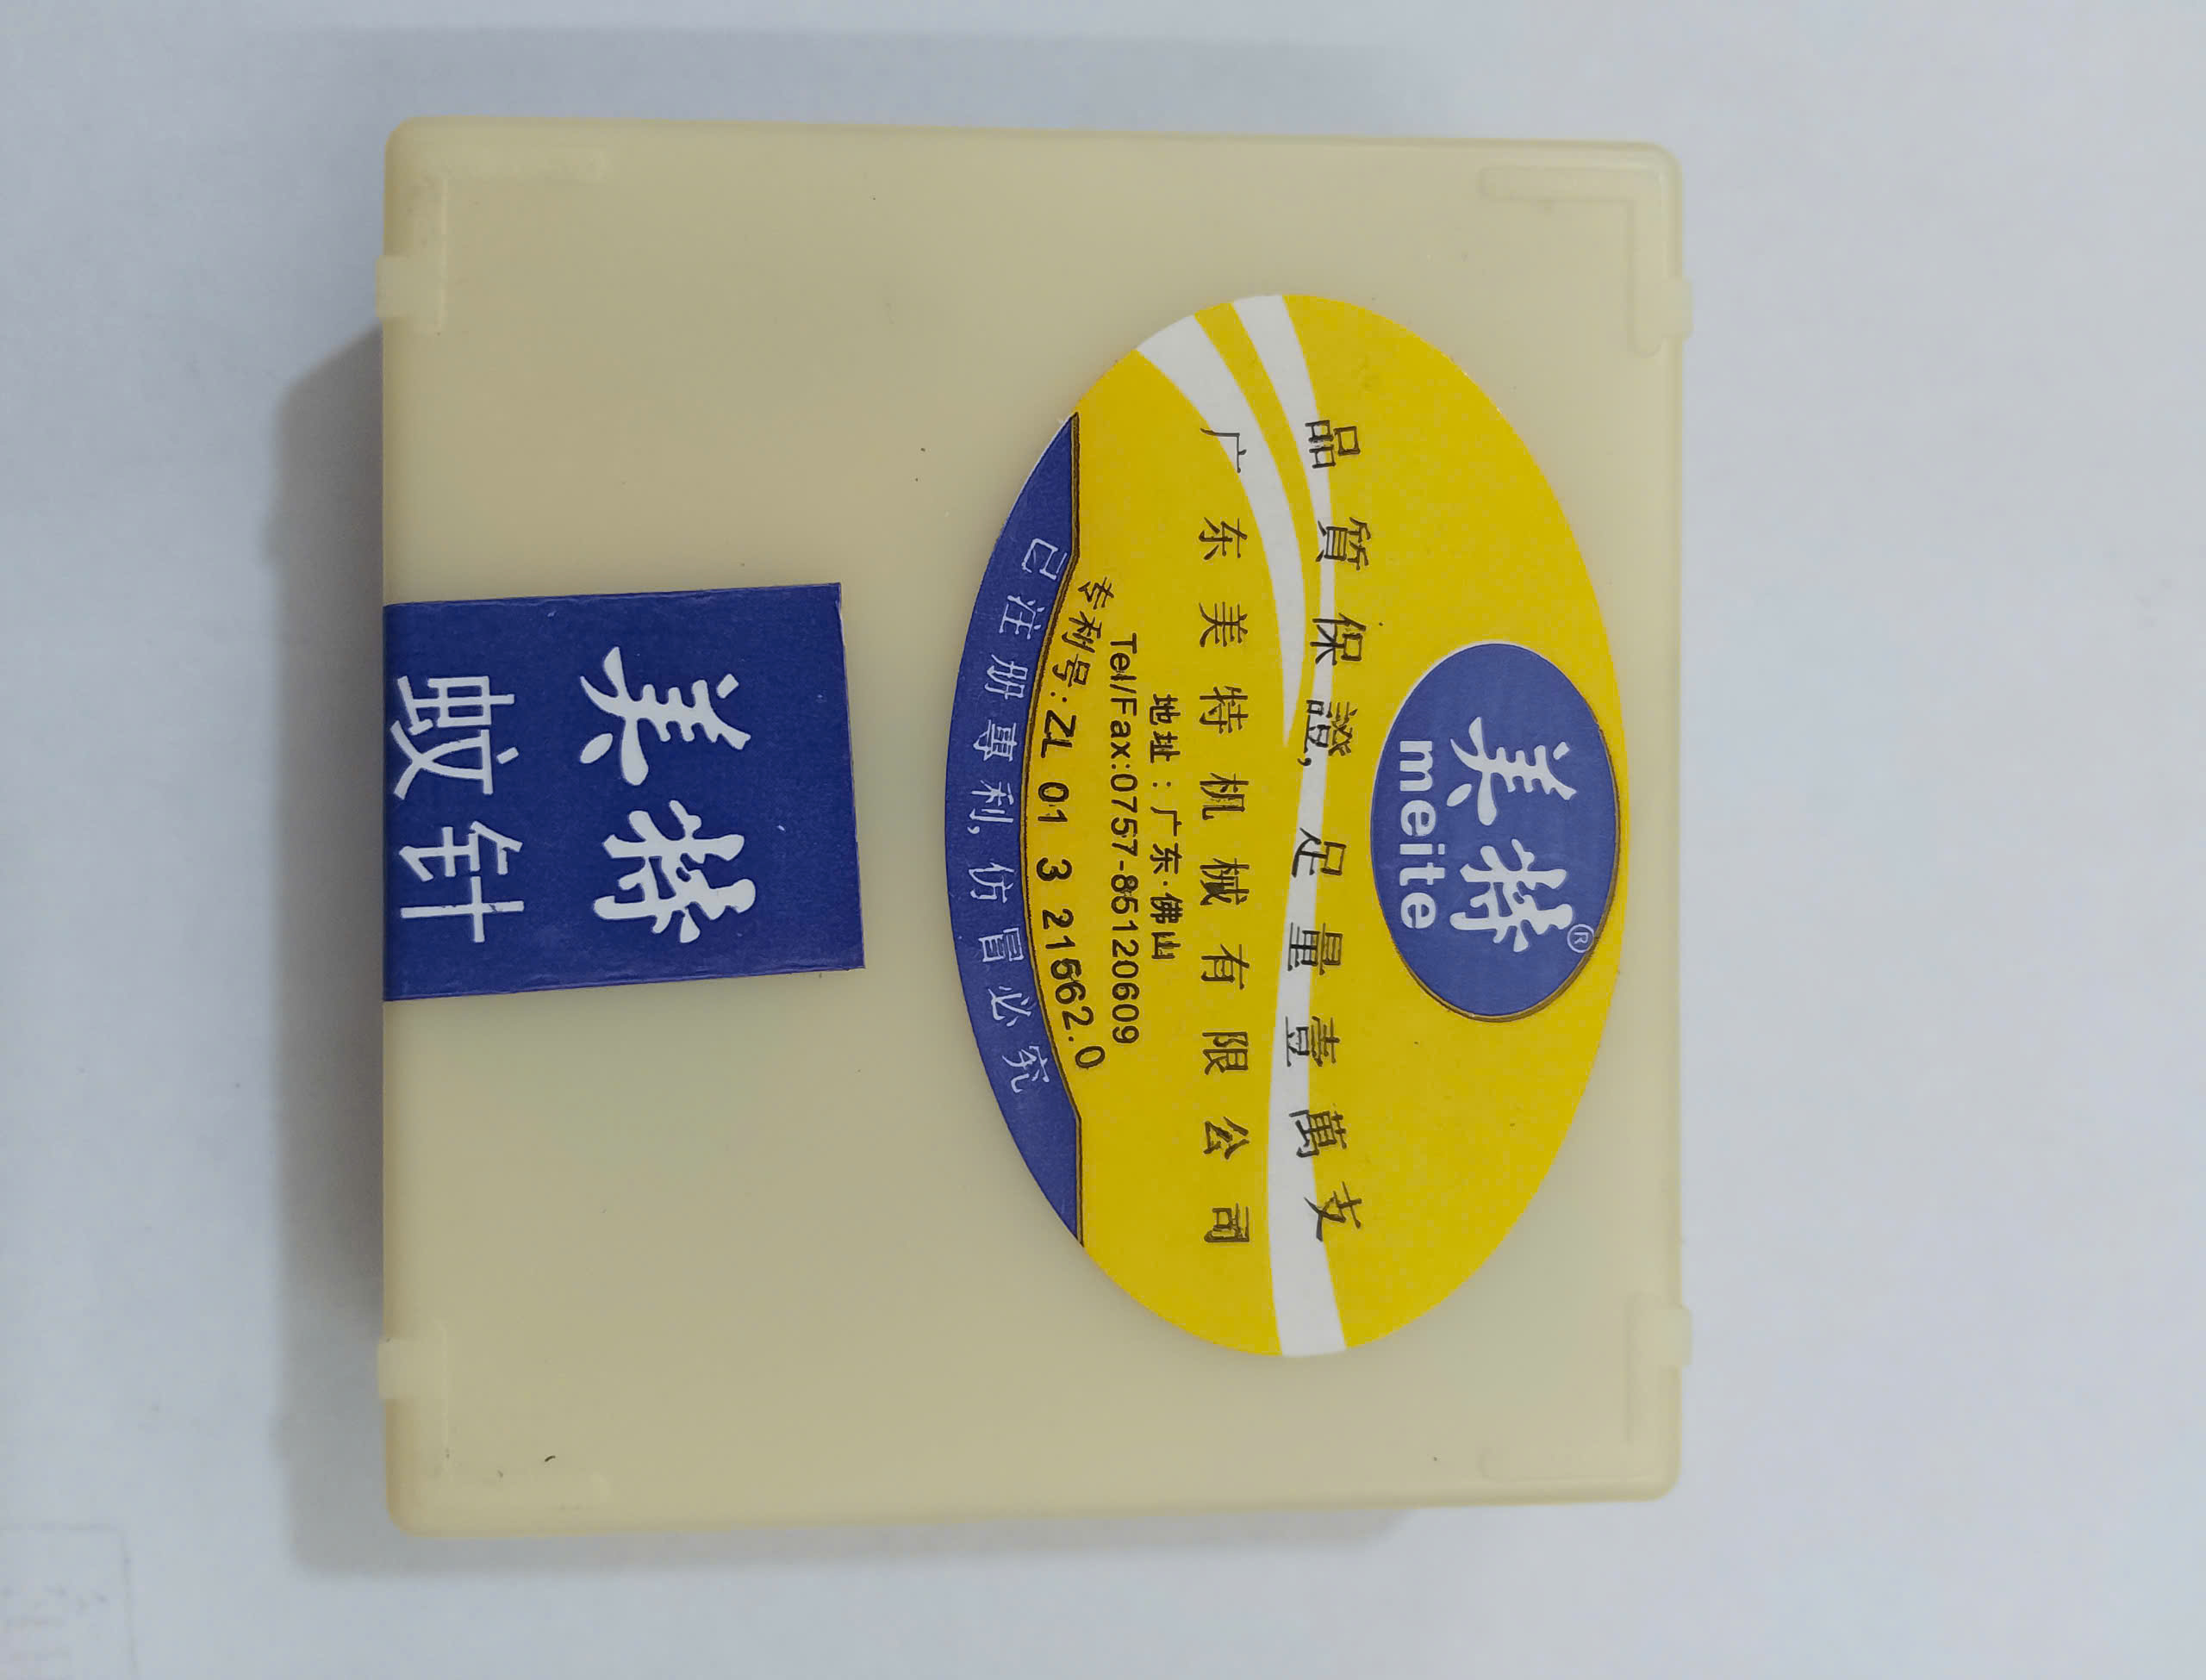 美特®
meite
品質保證,足量壹萬支
广东美特机械有限公司
地址:广东·佛山
Tel/Fax:0757-85120609
专利号:ZL 01 3 21562.0
已注册專利,仿冒必究
美特
蚊针